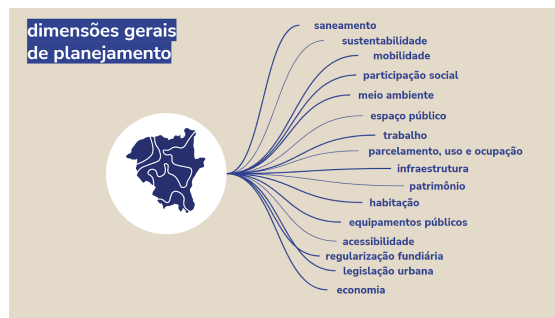 dimensões gerais
de planejamento
saneamento
sustentabilidade
mobilidade
participação social
meio ambiente
espaço público
trabalho
parcelamento, uso e ocupação
infraestrutura
patrimônio
habitação
equipamentos públicos
acessibilidade
regularização fundiária
legislação urbana
economia